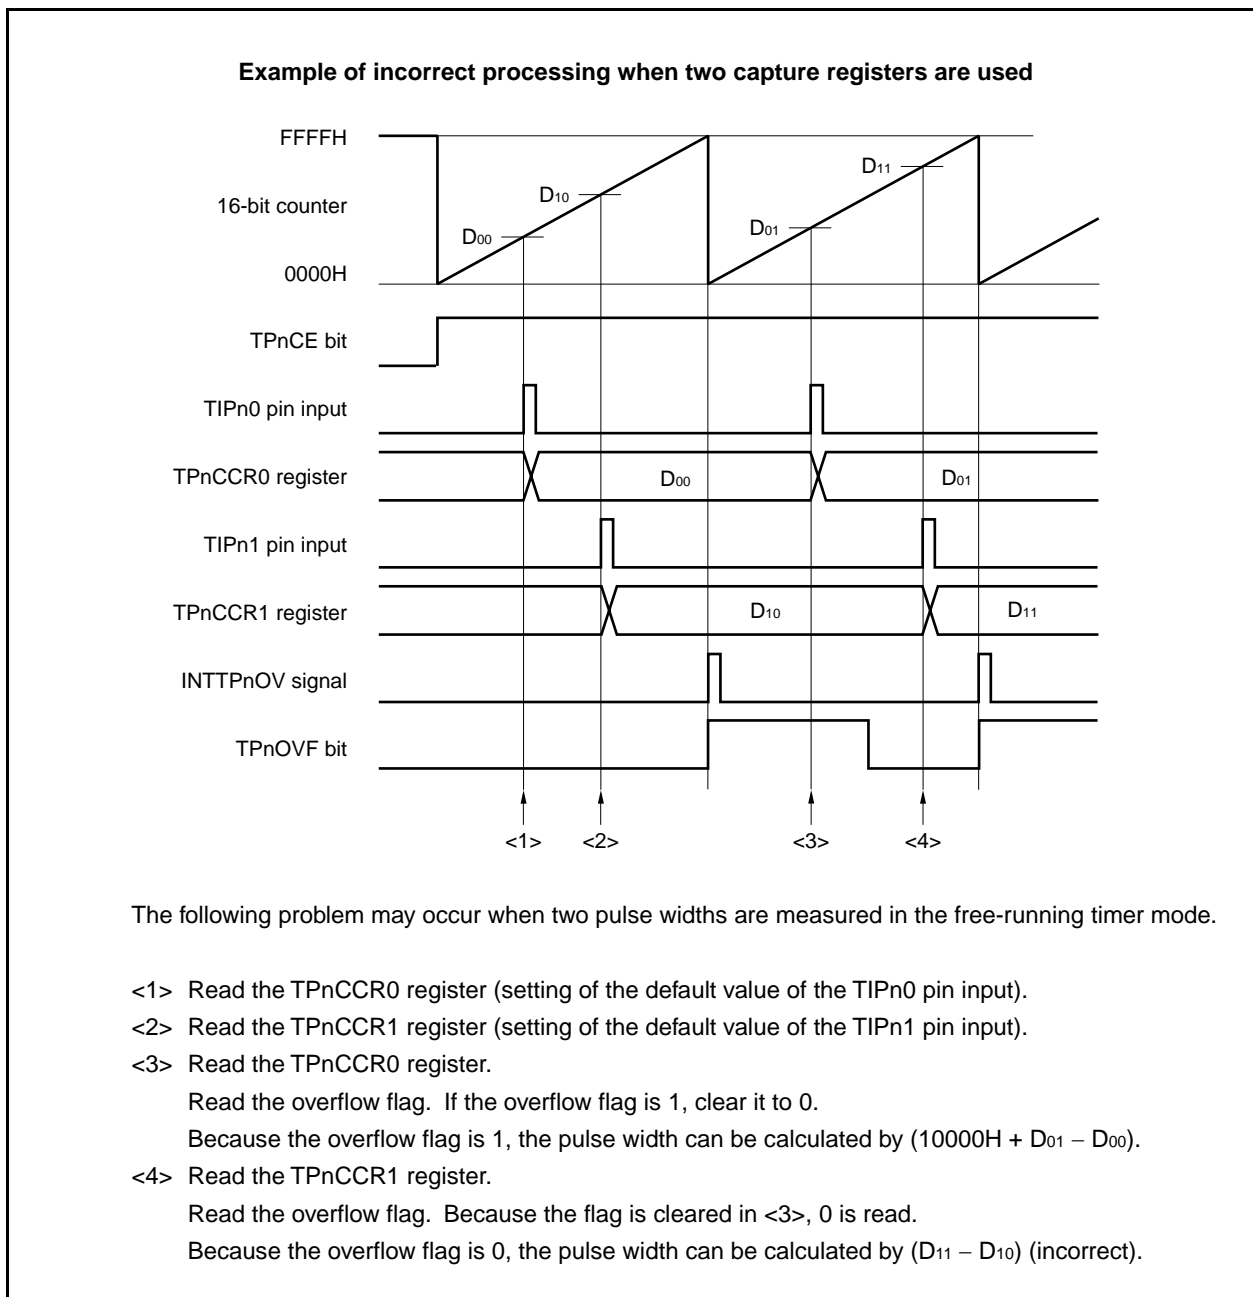 Example of incorrect processing when two capture registers are used
FFFFH
D11
D10
16-bit counter
D01
D00
0000H
TPnCE bit
TIPn0 pin input
TPnCCR0 register
D00
D01
TIPn1 pin input
TPnCCR1 register
D10
D11
INTTPnOV signal
TPnOVF bit
<1>
<2>
<3>
<4>
The following problem may occur when two pulse widths are measured in the free-running timer mode.
<1> Read the TPnCCR0 register (setting of the default value of the TIPn0 pin input).
<2> Read the TPnCCR1 register (setting of the default value of the TIPn1 pin input).
<3> Read the TPnCCR0 register.
Read the overflow flag. If the overflow flag is 1, clear it to 0.
Because the overflow flag is 1, the pulse width can be calculated by (10000H + D01 − D00).
<4> Read the TPnCCR1 register.
Read the overflow flag. Because the flag is cleared in <3>, 0 is read.
Because the overflow flag is 0, the pulse width can be calculated by (D11 − D10) (incorrect).